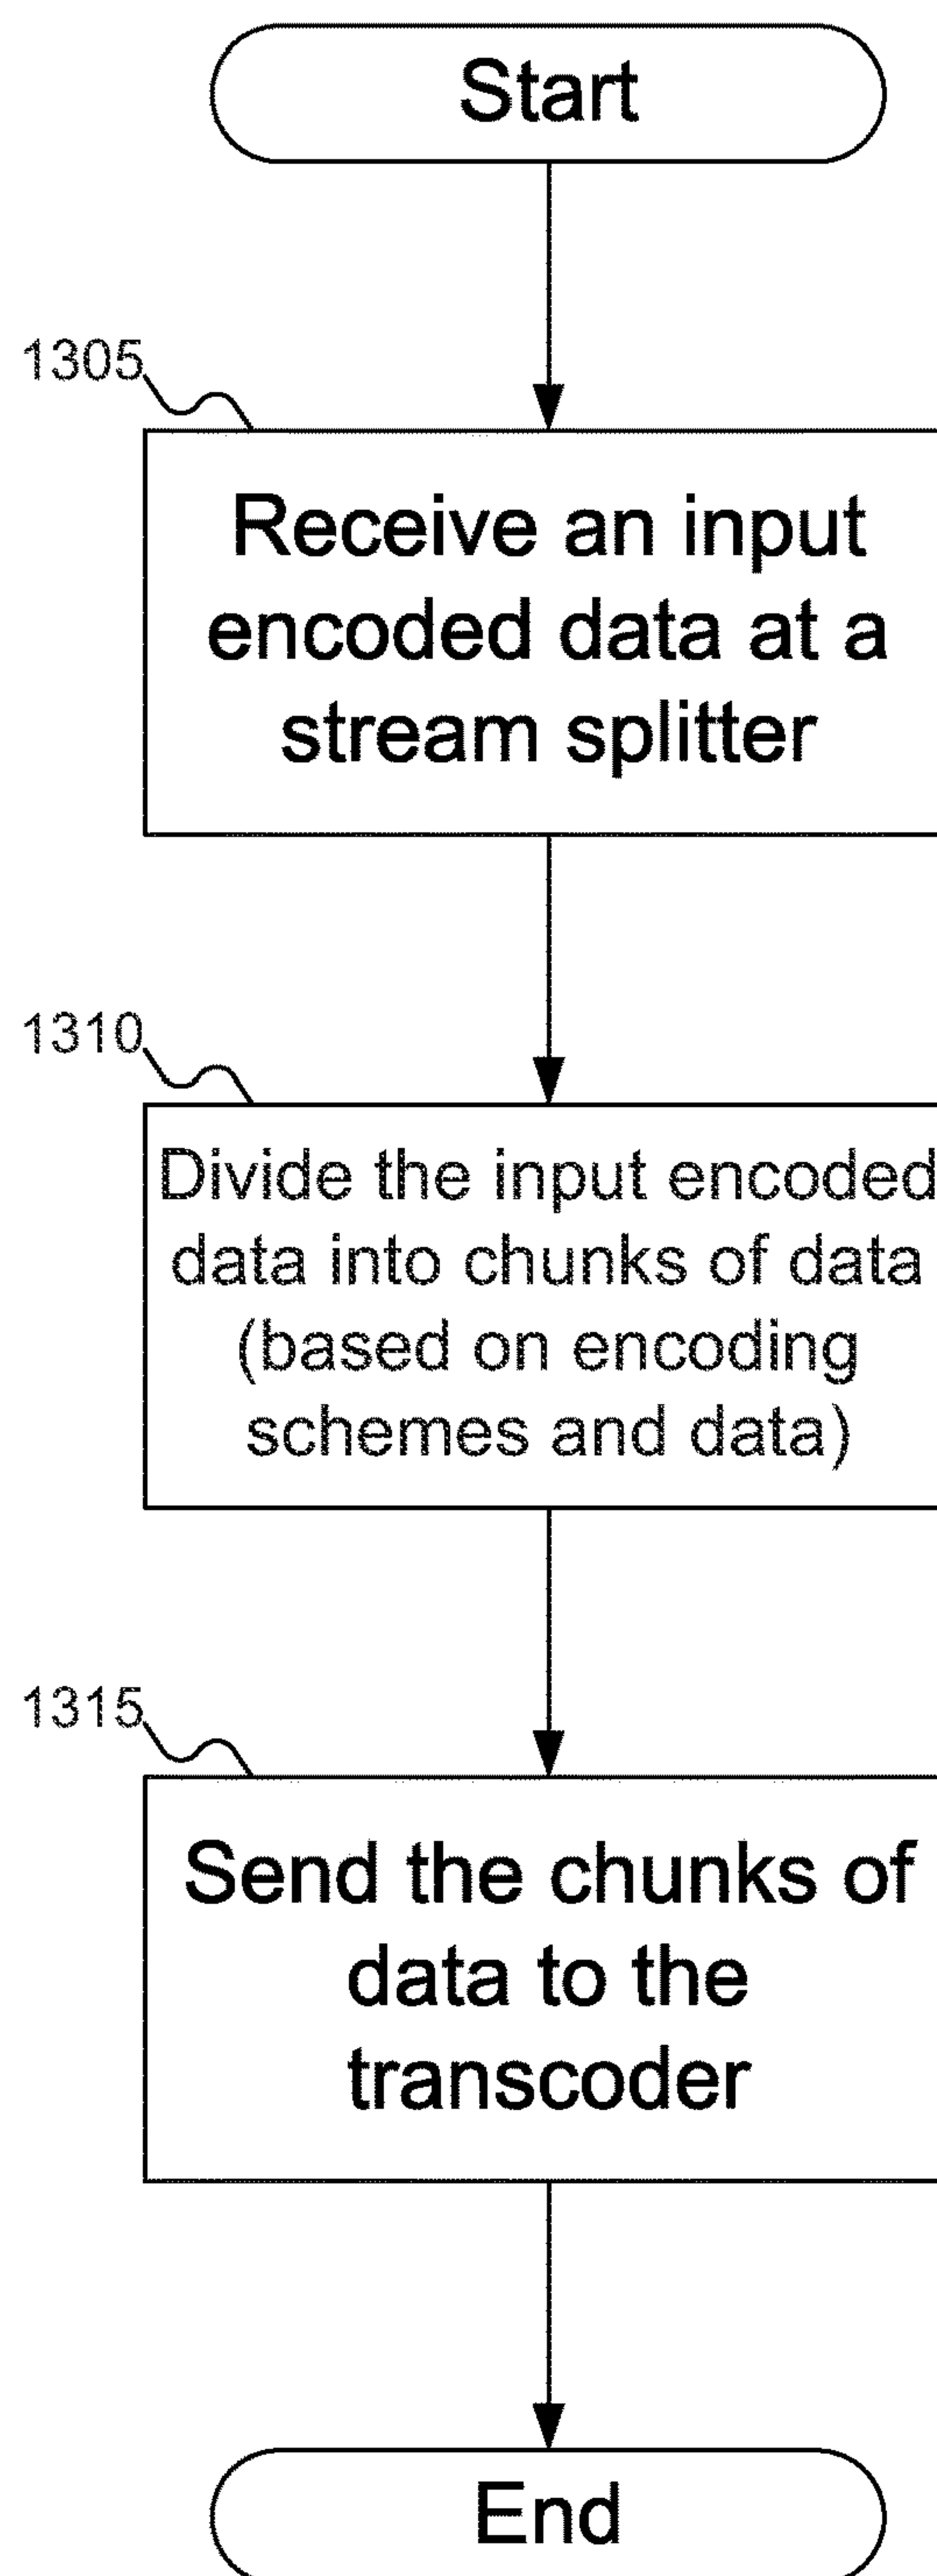 Start
1305
Receive an input
encoded data at a
stream splitter
1310
Divide the input encoded
data into chunks of data
(based on encoding
schemes and data)
1315
Send the chunks of
data to the
transcoder
End